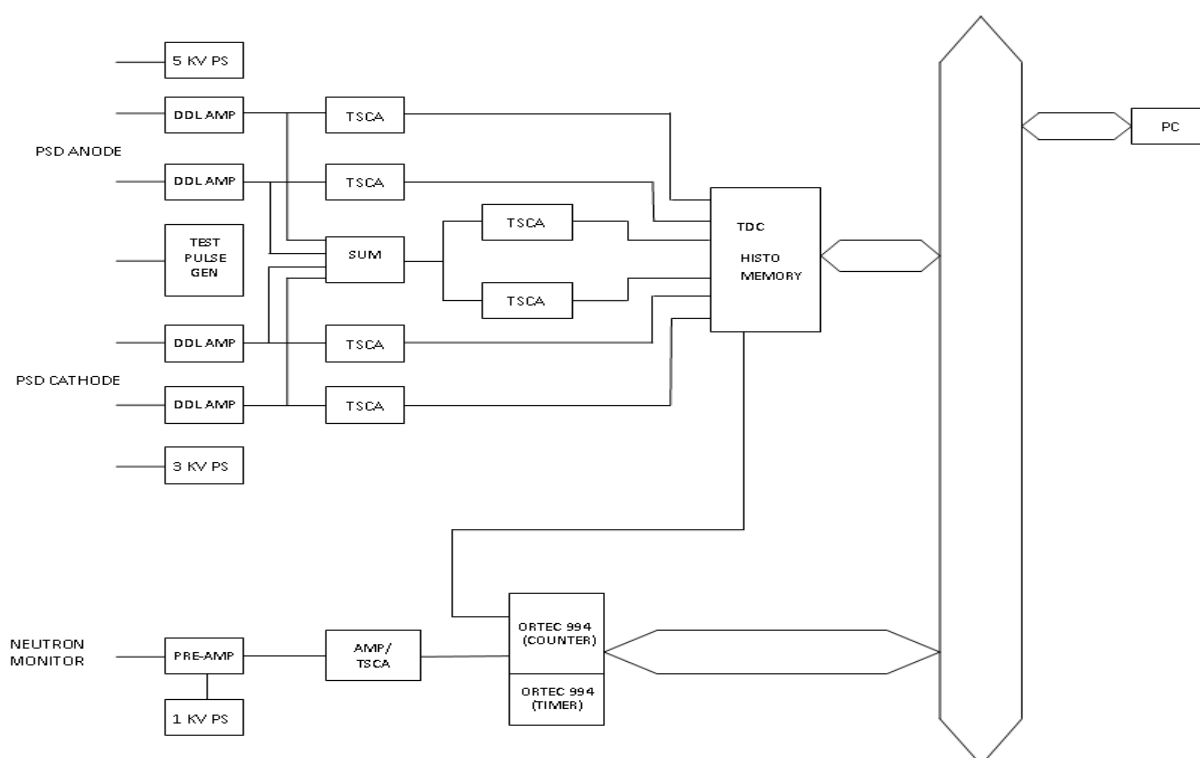 5 KV PS
DDL AMP
TSCA
PC
PSD ANODE
DDL AMP
TSCA
TSCA
TEST
PULSE
GEN
SUM
TDC
HISTO
MEMORY
TSCA
DDL AMP
TSCA
PSD CATHODE
DDL AMP
TSCA
3 KV PS
NEUTRON
MONITOR
PRE-AMP
AMP/
TSCA
ORTEC 994
(COUNTER)
ORTEC 994
(TIMER)
1 KV PS